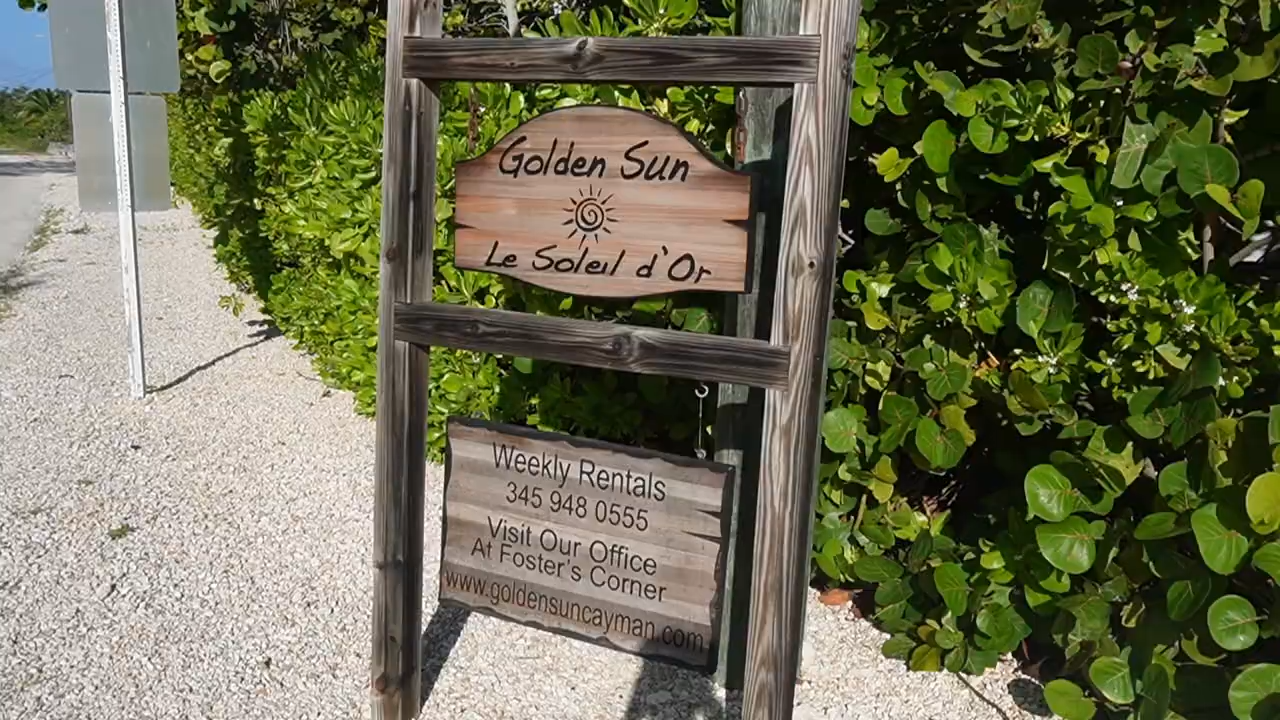 Golden Sun
Le Soleil d'Or
Weekly Rentals
345 948 0555
Visit Our Office
At Foster's Corner
www.goldensuncayman.com